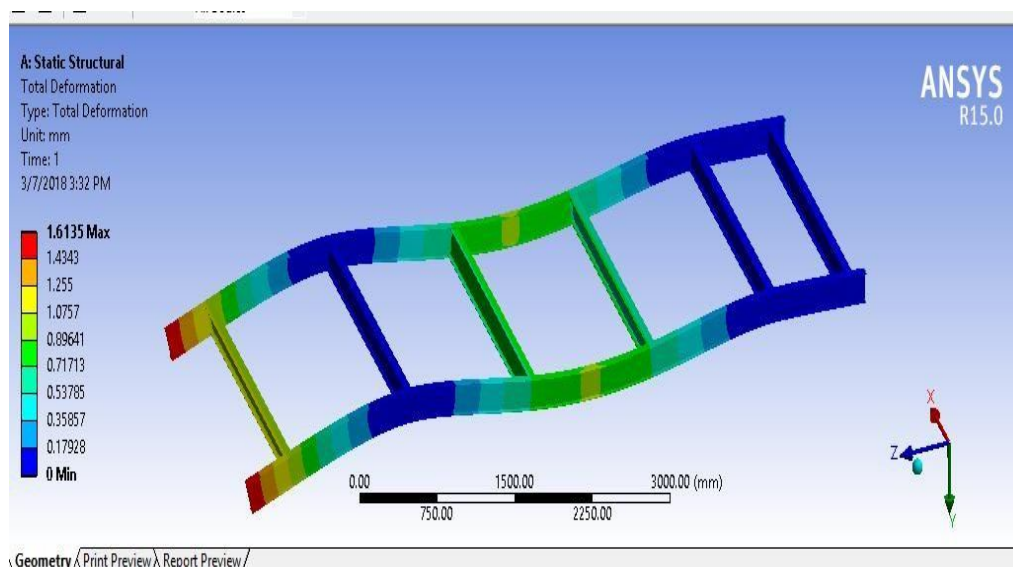 A: Static Structural
Total Deformation
Type: Total Deformation
Unit: mm
Time: 1
3/7/2018 3:32 PM
ANSYS
R15.0
1.6135 Max
1.4343
1.255
1.0757
0.89641
0.71713
0.53785
0.35857
0.17928
0 Min
0.00 1500.00 3000.00 (mm)
750.00 2250.00
X
Z
Y
Geometry Print Preview Report Preview